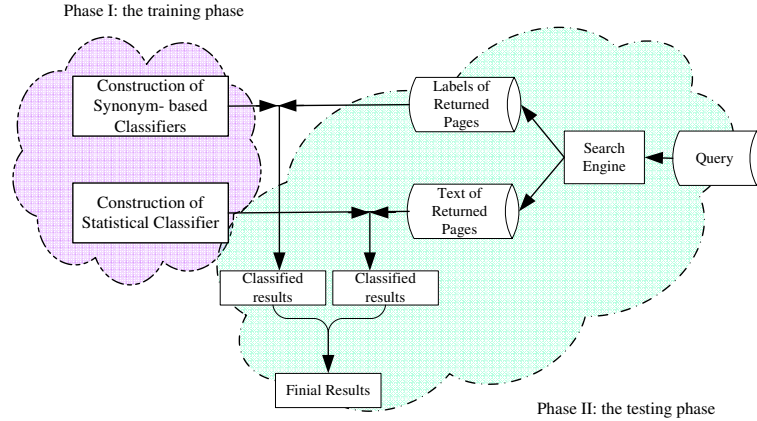 Phase I: the training phase
Construction of
Synonym- based
Classifiers
Labels of
Returned
Pages
Search
Engine
Query
Construction of
Statistical Classifier
Text of
Returned
Pages
Classified
results
Classified
results
Finial Results
Phase II: the testing phase